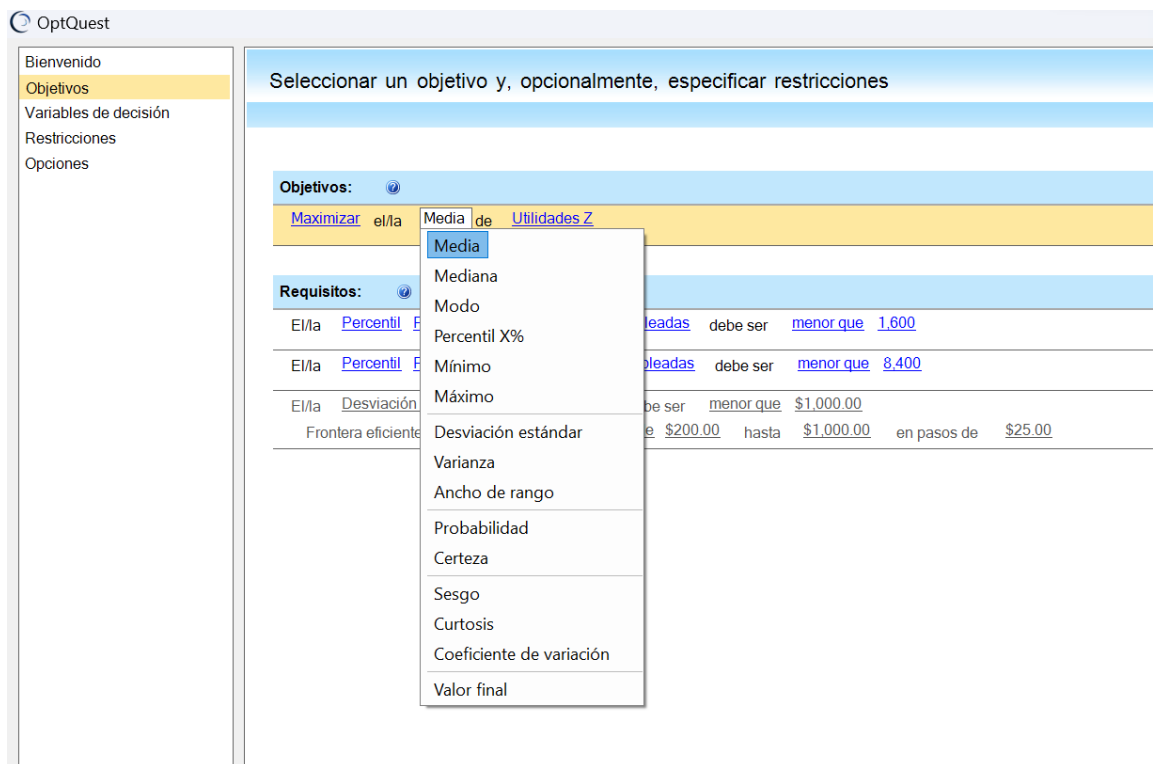 OptQuest
Bienvenido
Objetivos
Variables de decisión
Restricciones
Opciones
Seleccionar un objetivo y, opcionalmente, especificar restricciones
Objetivos:
Maximizar el/la Media de Utilidades Z
Media
Mediana
Modo
Percentil X%
Mínimo
Máximo
Desviación estándar
Varianza
Ancho de rango
Probabilidad
Certeza
Sesgo
Curtosis
Coeficiente de variación
Valor final
Requisitos:
El/la Percentil debe ser menor que 1,600
El/la Percentil debe ser menor que 8,400
El/la Desviación ser menor que $1,000.00
Frontera eficiente $200.00 hasta $1,000.00 en pasos de $25.00